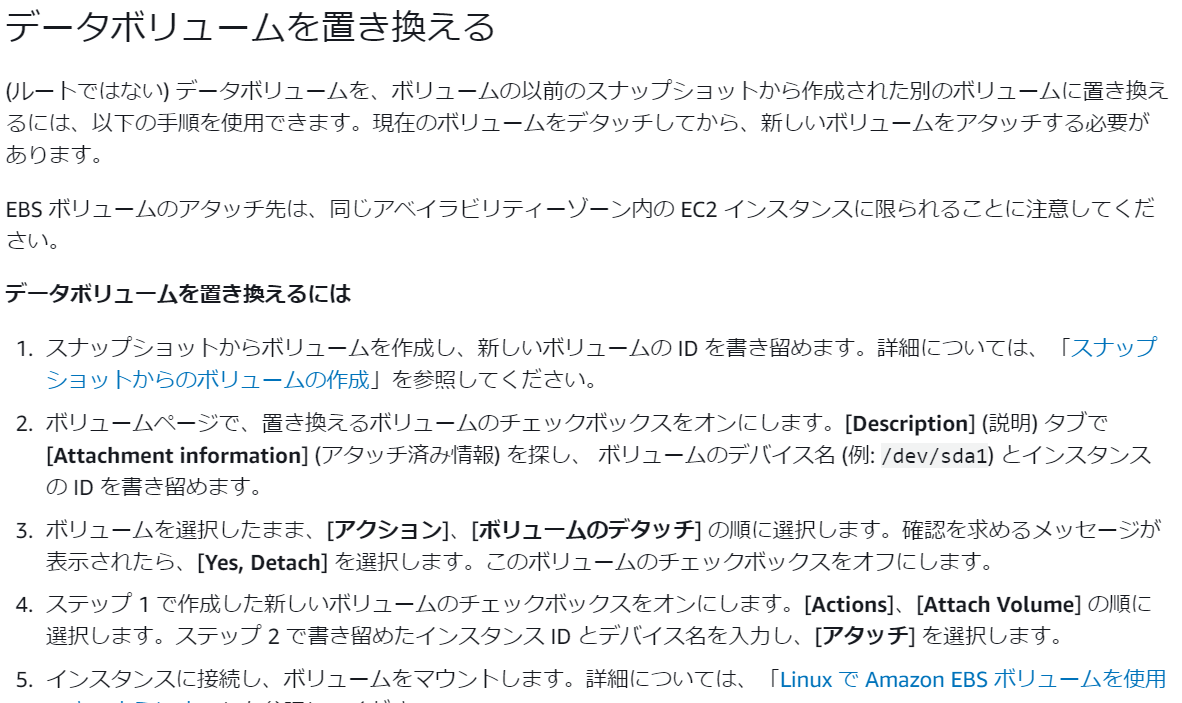 データボリュームを置き換える
(ルートではない) データボリュームを、ボリュームの以前のスナップショットから作成された別のボリュームに置き換え
るには、以下の手順を使用できます。現在のボリュームをデタッチしてから、新しいボリュームをアタッチする必要が
あります。
EBS ボリュームのアタッチ先は、同じアベイラビリティーゾーン内の EC2 インスタンスに限られることに注意してくだ
さい。
データボリュームを置き換えるには
1. スナップショットからボリュームを作成し、新しいボリュームの ID を書き留めます。詳細については、「スナップ
ショットからのボリュームの作成」を参照してください。
2. ボリュームページで、置き換えるボリュームのチェックボックスをオンにします。[Description] (説明) タブで
[Attachment information] (アタッチ済み情報) を探し、 ボリュームのデバイス名 (例: /dev/sda1) とインスタンス
の ID を書き留めます。
3. ボリュームを選択したまま、[アクション]、[ボリュームのデタッチ] の順に選択します。確認を求めるメッセージが
表示されたら、[Yes, Detach] を選択します。このボリュームのチェックボックスをオフにします。
4. ステップ 1 で作成した新しいボリュームのチェックボックスをオンにします。[Actions]、[Attach Volume] の順に
選択します。ステップ 2 で書き留めたインスタンス ID とデバイス名を入力し、[アタッチ] を選択します。
5. インスタンスに接続し、ボリュームをマウントします。詳細については、「Linux で Amazon EBS ボリュームを使用